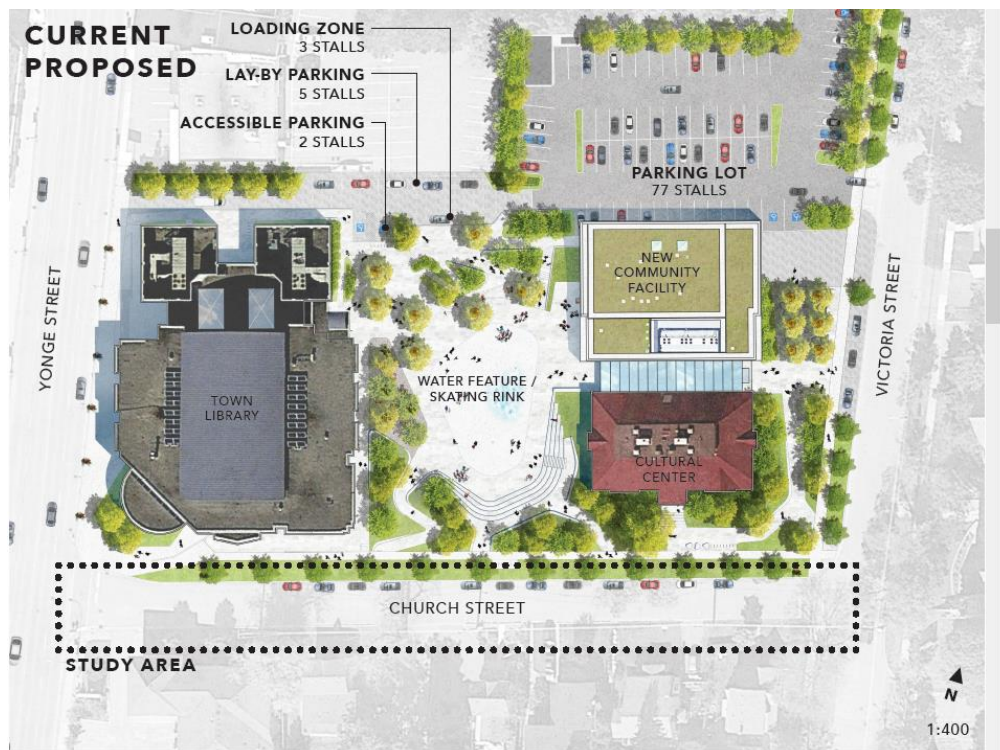 CURRENT
PROPOSED
LOADING ZONE
3 STALLS
LAY-BY PARKING
5 STALLS
ACCESSIBLE PARKING
2 STALLS
PARKING LOT
77 STALLS
NEW
COMMUNITY
FACILITY
YONGE STREET
VICTORIA STREET
TOWN
LIBRARY
WATER FEATURE /
SKATING RINK
CULTURAL
CENTER
CHURCH STREET
STUDY AREA
N
1:400